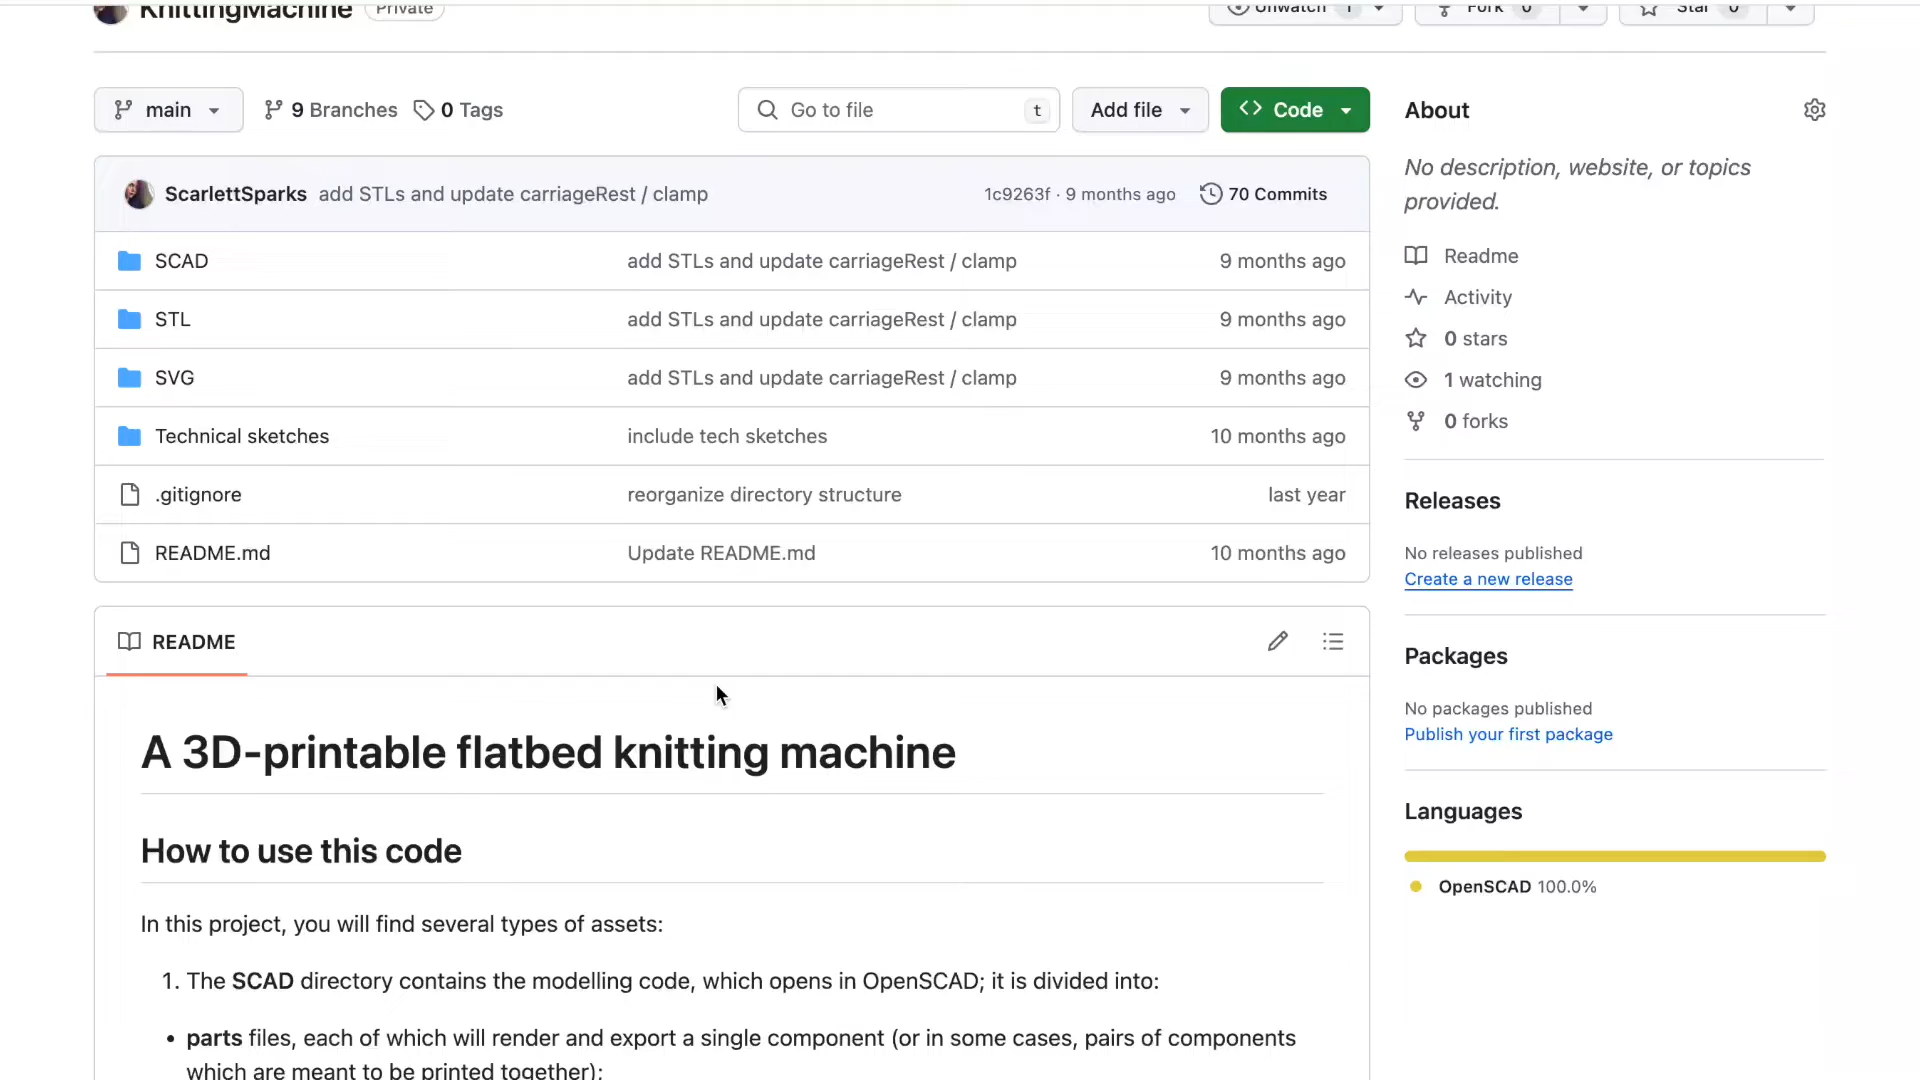 KnittingMachine Private Unwatch 1 Fork 0 Star 0
main 9 Branches 0 Tags Go to file t Add file Code
ScarlettSparks add STLs and update carriageRest / clamp 1c9263f · 9 months ago 70 Commits
SCAD add STLs and update carriageRest / clamp 9 months ago
STL add STLs and update carriageRest / clamp 9 months ago
SVG add STLs and update carriageRest / clamp 9 months ago
Technical sketches include tech sketches 10 months ago
.gitignore reorganize directory structure last year
README.md Update README.md 10 months ago
README
A 3D-printable flatbed knitting machine
How to use this code
In this project, you will find several types of assets:
1. The SCAD directory contains the modelling code, which opens in OpenSCAD; it is divided into:
• parts files, each of which will render and export a single component (or in some cases, pairs of components
which are meant to be printed together);
About
No description, website, or topics
provided.
Readme
Activity
0 stars
1 watching
0 forks
Releases
No releases published
Create a new release
Packages
No packages published
Publish your first package
Languages
OpenSCAD 100.0%